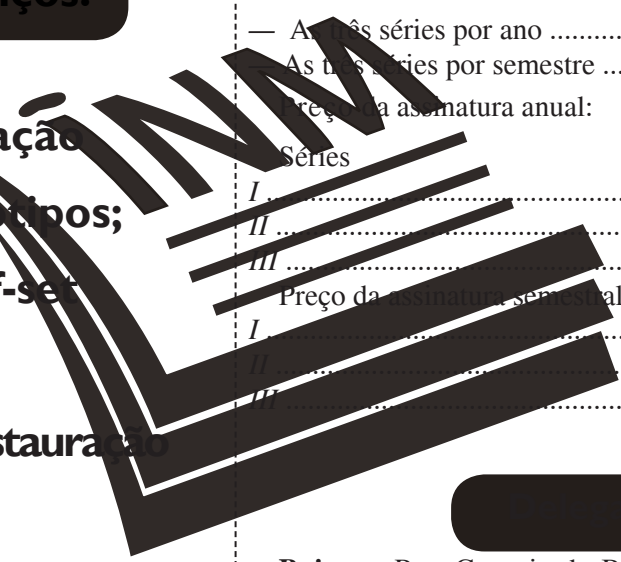 ços:
ação
tipos;
f-set
stauração
ÍNM
— As três séries por ano ..........
— As três séries por semestre ...
Preço da assinatura anual:
Séries
I
II
III
Preço da assinatura semestral
I
II
III